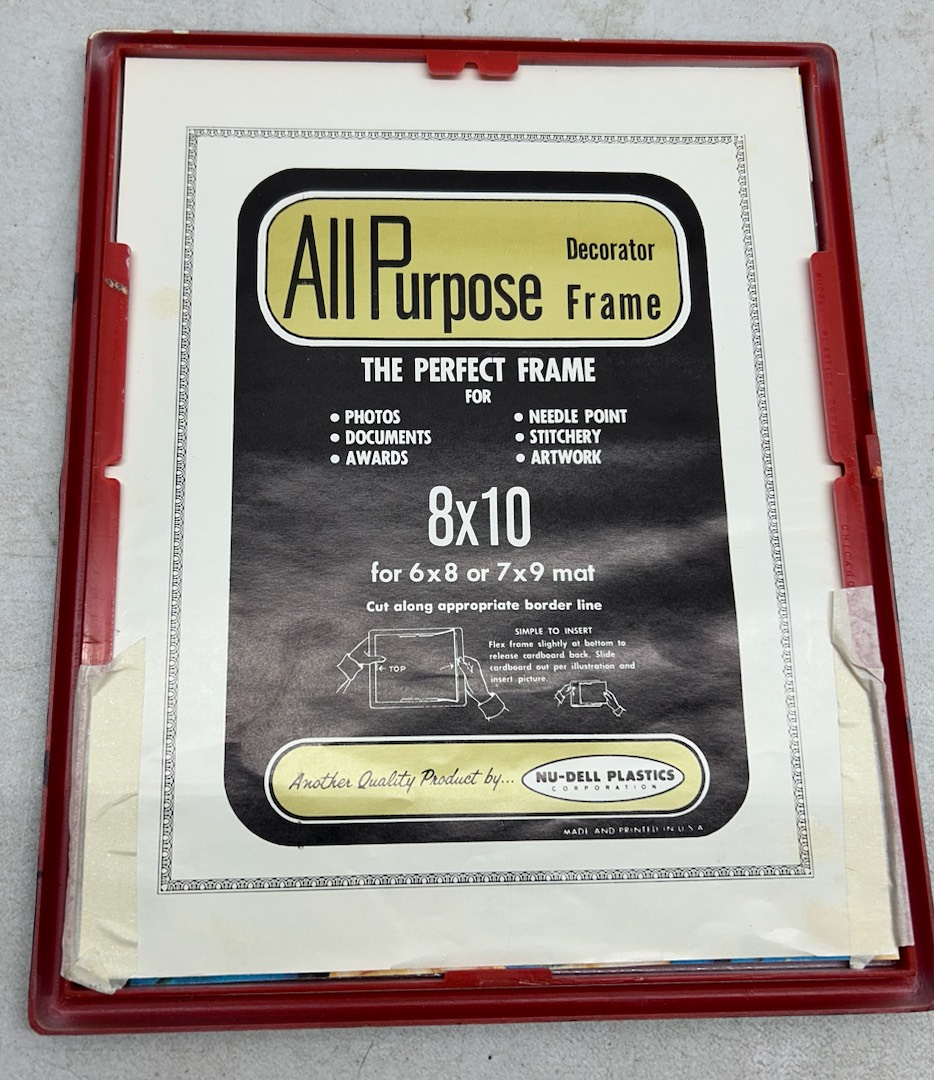 All Purpose Decorator Frame
THE PERFECT FRAME
FOR
• PHOTOS
• DOCUMENTS
• AWARDS
• NEEDLE POINT
• STITCHERY
• ARTWORK
8x10
for 6x8 or 7x9 mat
Cut along appropriate border line
← TOP
SIMPLE TO INSERT
Flex frame slightly at bottom to
release cardboard back. Slide
cardboard out per illustration and
insert picture.
Another Quality Product by...
NU-DELL PLASTICS
CORPORATION
MADE AND PRINTED IN U.S.A